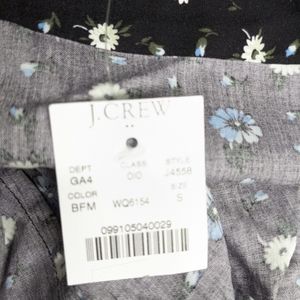 J.CREW
DEPT CLASS STYLE
GA4 010 J4558
COLOR SIZE
BFM WQ6154 S
099105040029